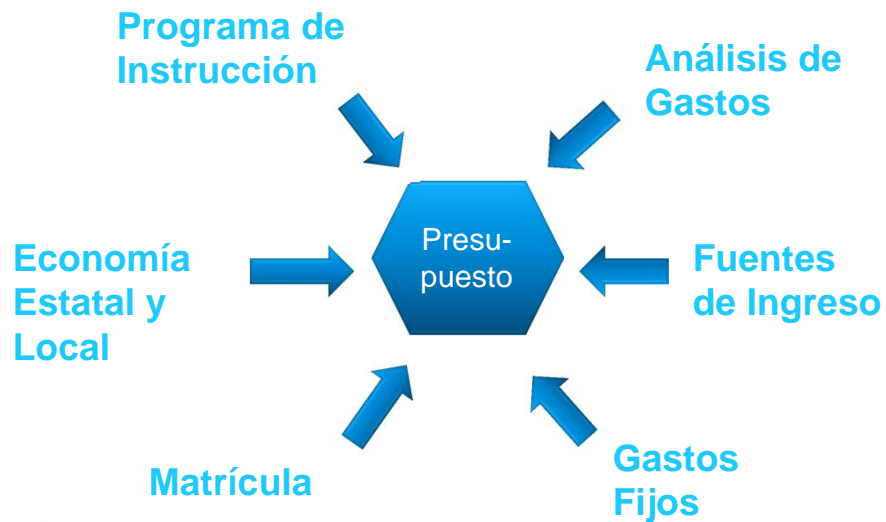 Programa de
Instrucción
Análisis de
Gastos
Presu-
puesto
Economía
Estatal y
Local
Fuentes
de Ingreso
Matrícula
Gastos
Fijos